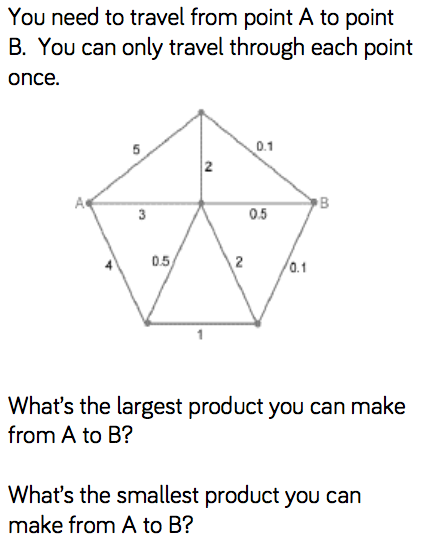 You need to travel from point A to point
B. You can only travel through each point
once.
5
0.1
2
A
B
3
0.5
4
0.5
2
0.1
1
What's the largest product you can make
from A to B?
What's the smallest product you can
make from A to B?